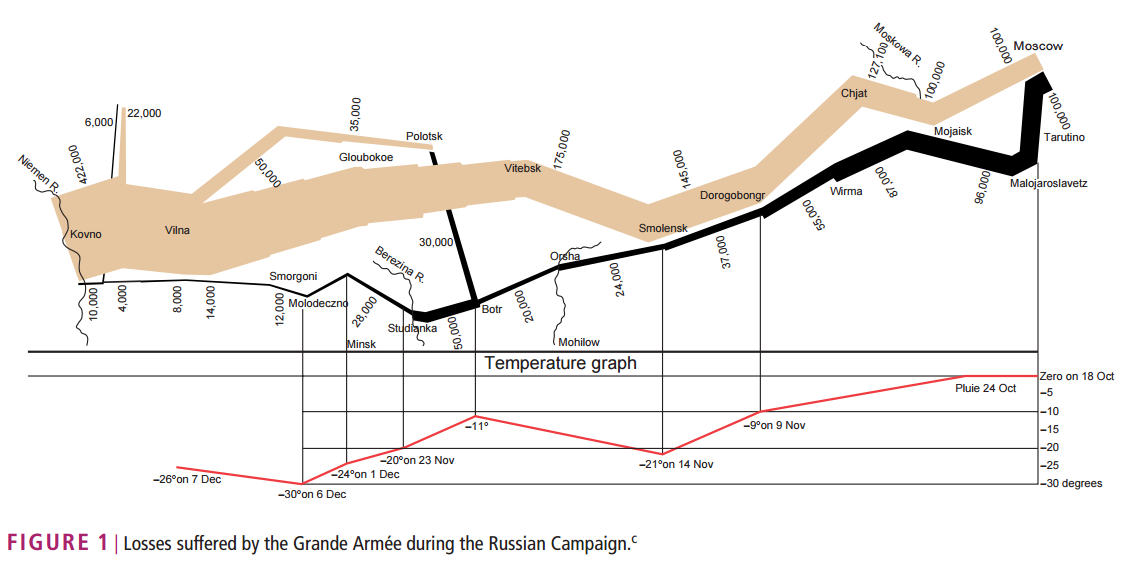 Moskowa R.
100,000
Moscow
127,100
100,000
Chjat
100,000
6,000
22,000
35,000
Mojaisk
Tarutino
Polotsk
175,000
422,000
Gloubokoe
Niemen R.
50,000
Vitebsk
145,000
Dorogobongr
Wirma
87,000
96,000
Malojaroslavetz
Kovno
Vilna
55,000
Smolensk
30,000
37,000
Berezina R.
Orsha
Smorgoni
24,000
10,000
4,000
8,000
14,000
12,000
Molodeczno
28,000
20,000
Botr
Studianka
50,000
Minsk
Mohilow
Temperature graph
Zero on 18 Oct
Pluie 24 Oct
–5
–10
–15
–9°on 9 Nov
–11°
–20
–20°on 23 Nov
–21°on 14 Nov
–25
–24°on 1 Dec
–26°on 7 Dec
–30 degrees
–30°on 6 Dec
FIGURE 1 | Losses suffered by the Grande Armée during the Russian Campaign.c